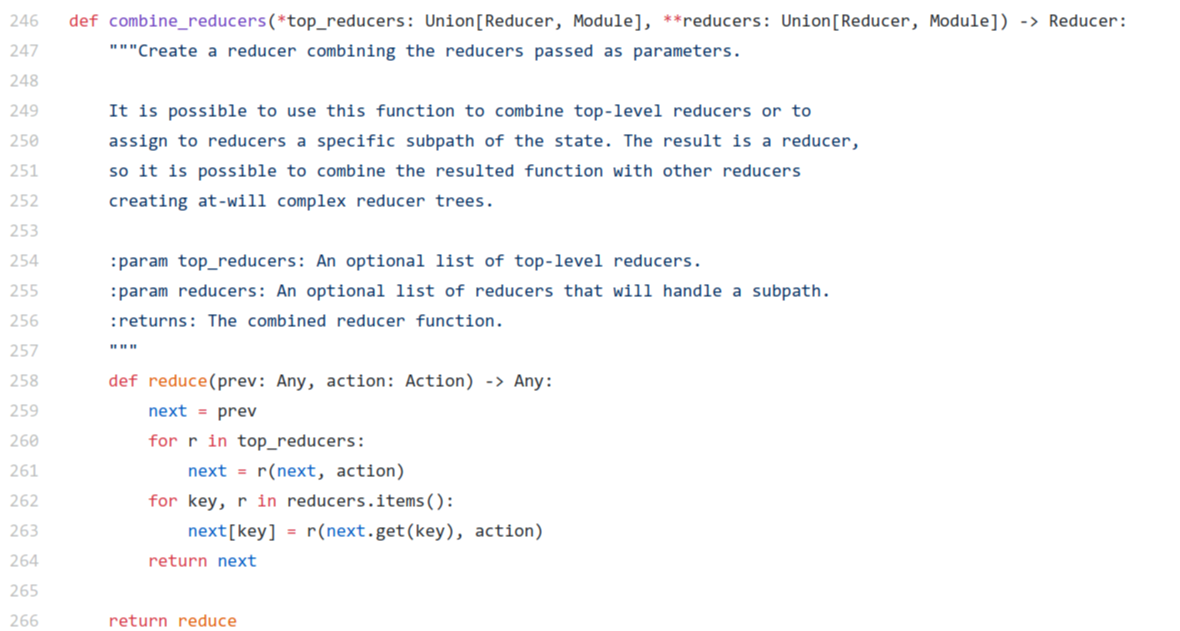 246 def combine_reducers(*top_reducers: Union[Reducer, Module], **reducers: Union[Reducer, Module]) -> Reducer:
247     """Create a reducer combining the reducers passed as parameters.
248
249     It is possible to use this function to combine top-level reducers or to
250     assign to reducers a specific subpath of the state. The result is a reducer,
251     so it is possible to combine the resulted function with other reducers
252     creating at-will complex reducer trees.
253
254     :param top_reducers: An optional list of top-level reducers.
255     :param reducers: An optional list of reducers that will handle a subpath.
256     :returns: The combined reducer function.
257     """
258     def reduce(prev: Any, action: Action) -> Any:
259         next = prev
260         for r in top_reducers:
261             next = r(next, action)
262         for key, r in reducers.items():
263             next[key] = r(next.get(key), action)
264         return next
265
266     return reduce